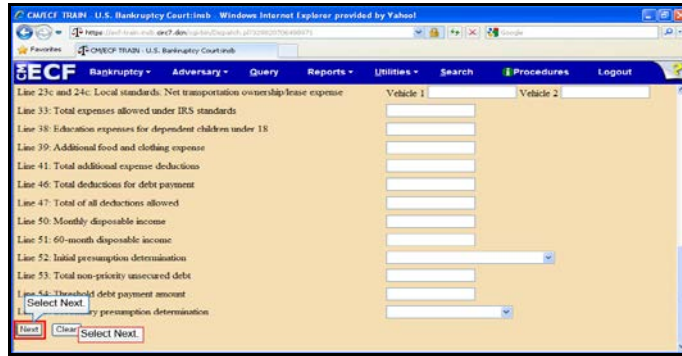 CM/ECF TRAIN - U.S. Bankruptcy Court:insb - Windows Internet Explorer provided by Yahoo!
Google
Favorites CM/ECF TRAIN - U.S. Bankruptcy Court:insb
ECF Bankruptcy Adversary Query Reports Utilities Search Procedures Logout ?
Line 23c and 24c: Local standards: Net transportation ownership/lease expense Vehicle 1 Vehicle 2
Line 33: Total expenses allowed under IRS standards
Line 38: Education expenses for dependent children under 18
Line 39: Additional food and clothing expense
Line 41: Total additional expense deductions
Line 46: Total deductions for debt payment
Line 47: Total of all deductions allowed
Line 50: Monthly disposable income
Line 51: 60-month disposable income
Line 52: Initial presumption determination
Line 53: Total non-priority unsecured debt
Line 54: Threshold debt payment amount
Select Next.
presumption determination
Next Clear Select Next.